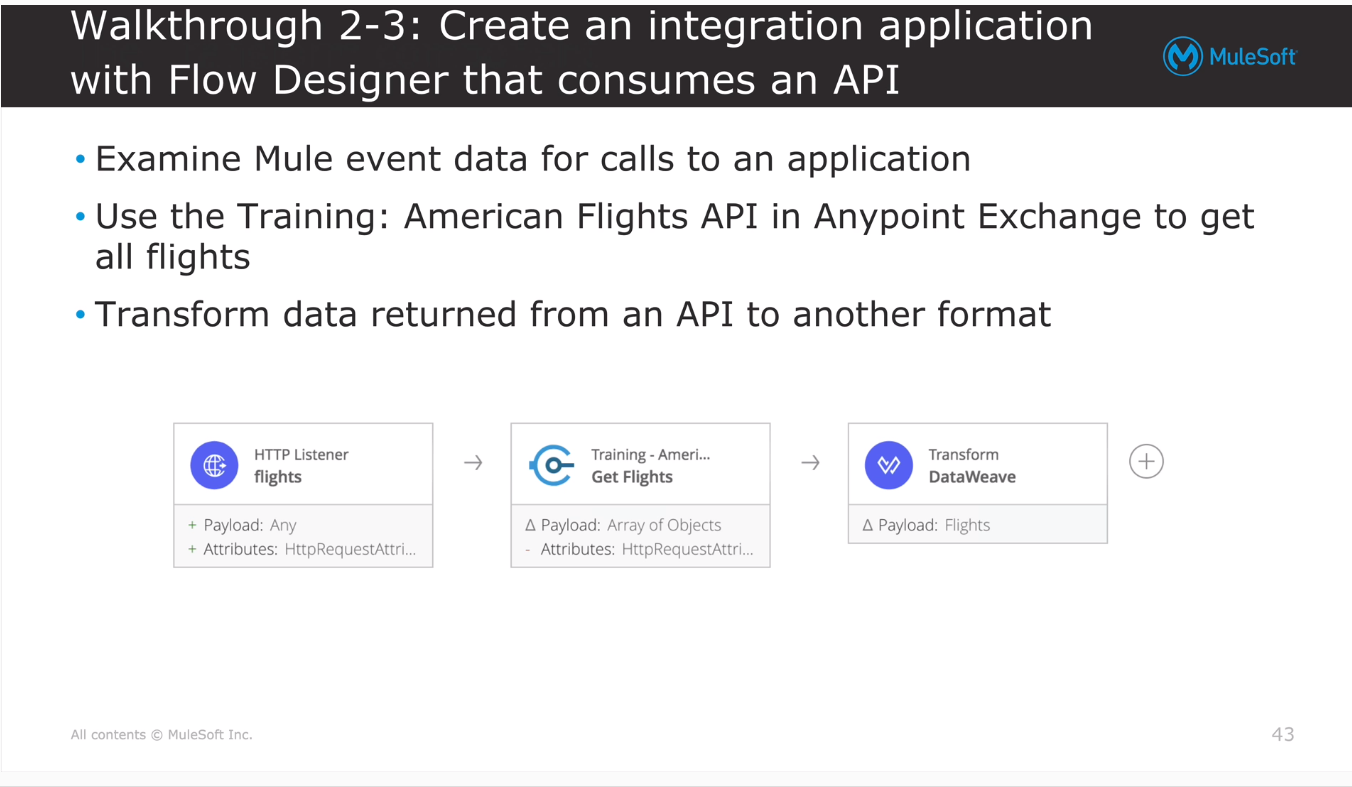 Walkthrough 2-3: Create an integration application
with Flow Designer that consumes an API
MuleSoft
• Examine Mule event data for calls to an application
• Use the Training: American Flights API in Anypoint Exchange to get
all flights
• Transform data returned from an API to another format
HTTP Listener
flights
+ Payload: Any
+ Attributes: HttpRequestAttri...
→
Training - Ameri...
Get Flights
Δ Payload: Array of Objects
- Attributes: HttpRequestAttri...
→
Transform
DataWeave
Δ Payload: Flights
All contents © MuleSoft Inc.
43